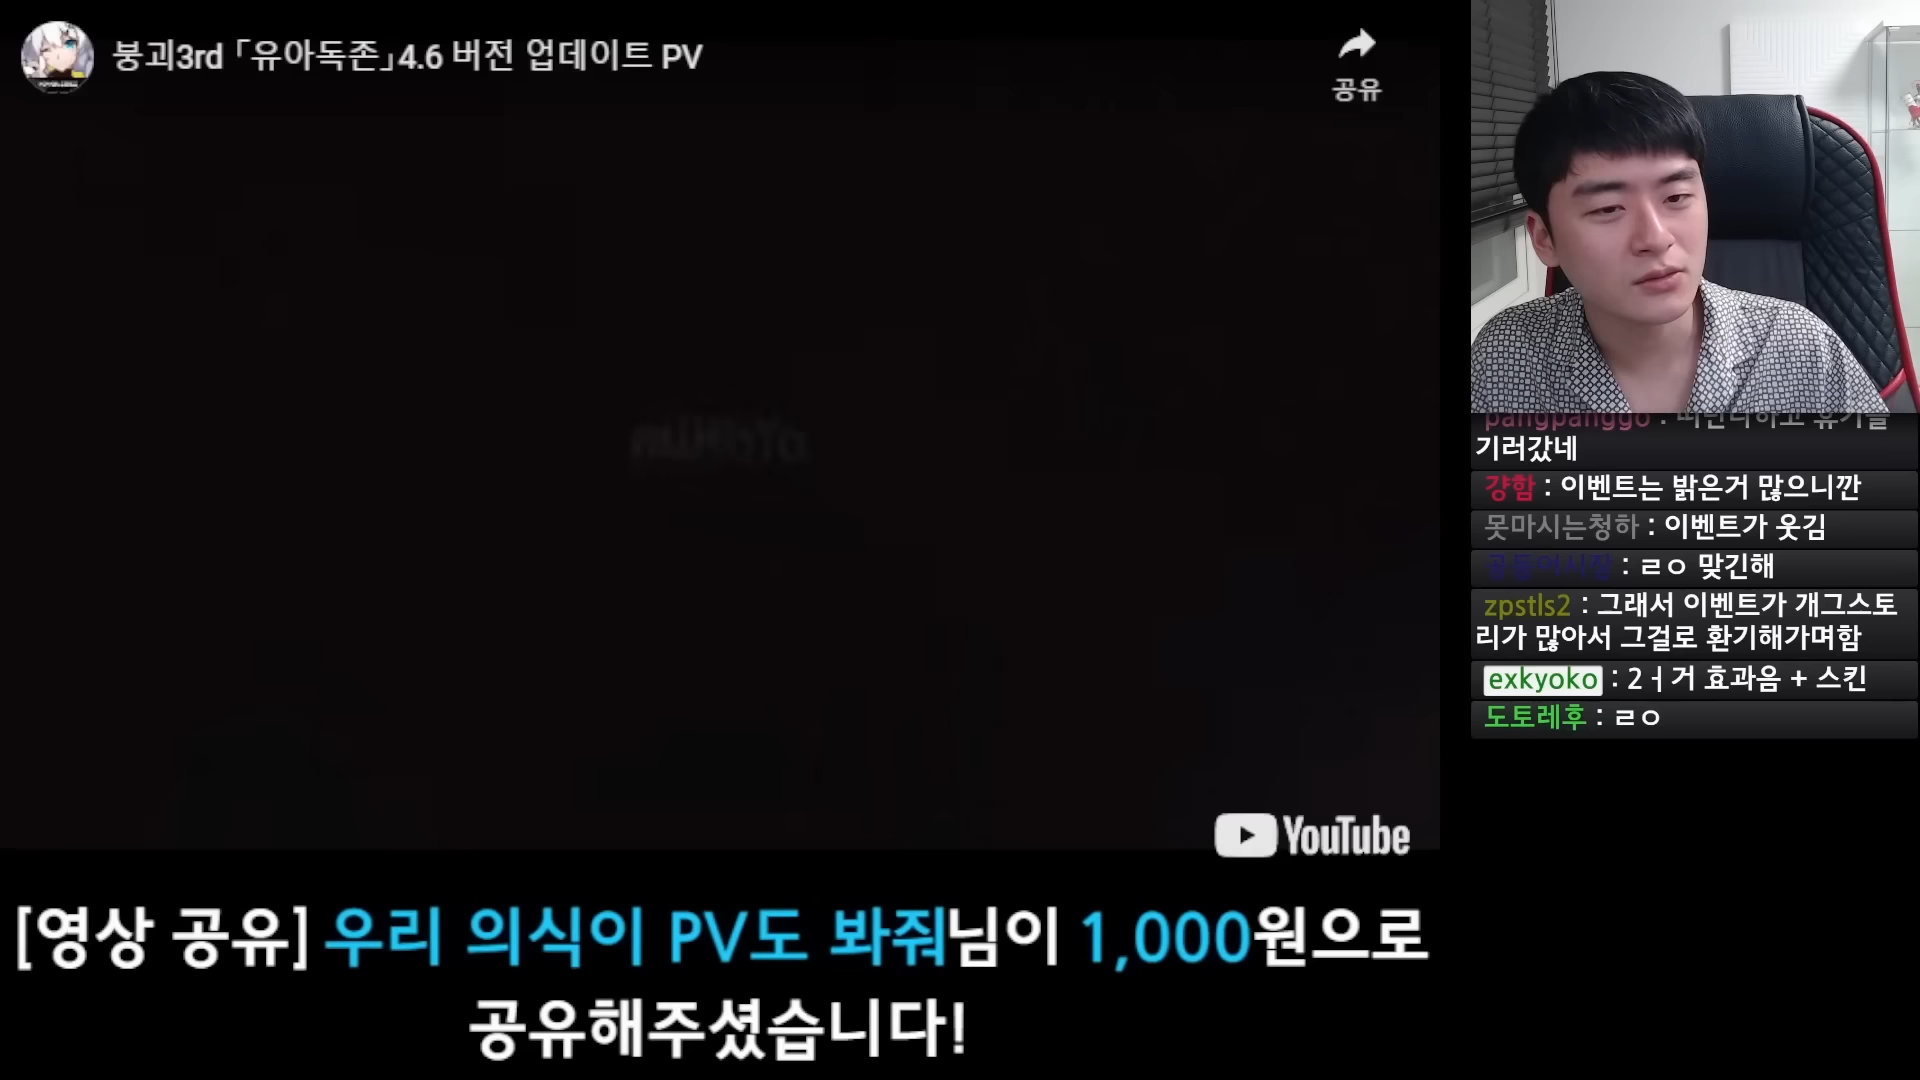 붕괴3rd 「유아독존」4.6 버전 업데이트 PV
공유
miHoYo
YouTube
[영상 공유] 우리 의식이 PV도 봐줘님이 1,000원으로
공유해주셨습니다!
pangpanggo :
기러갔네
걍함 : 이벤트는 밝은거 많으니깐
못마시는청하 : 이벤트가 웃김
: ㄹㅇ 맞긴해
zpstls2 : 그래서 이벤트가 개그스토
리가 많아서 그걸로 환기해가며함
exkyoko : 2ㅓ거 효과음 + 스킨
도토레후 : ㄹㅇ